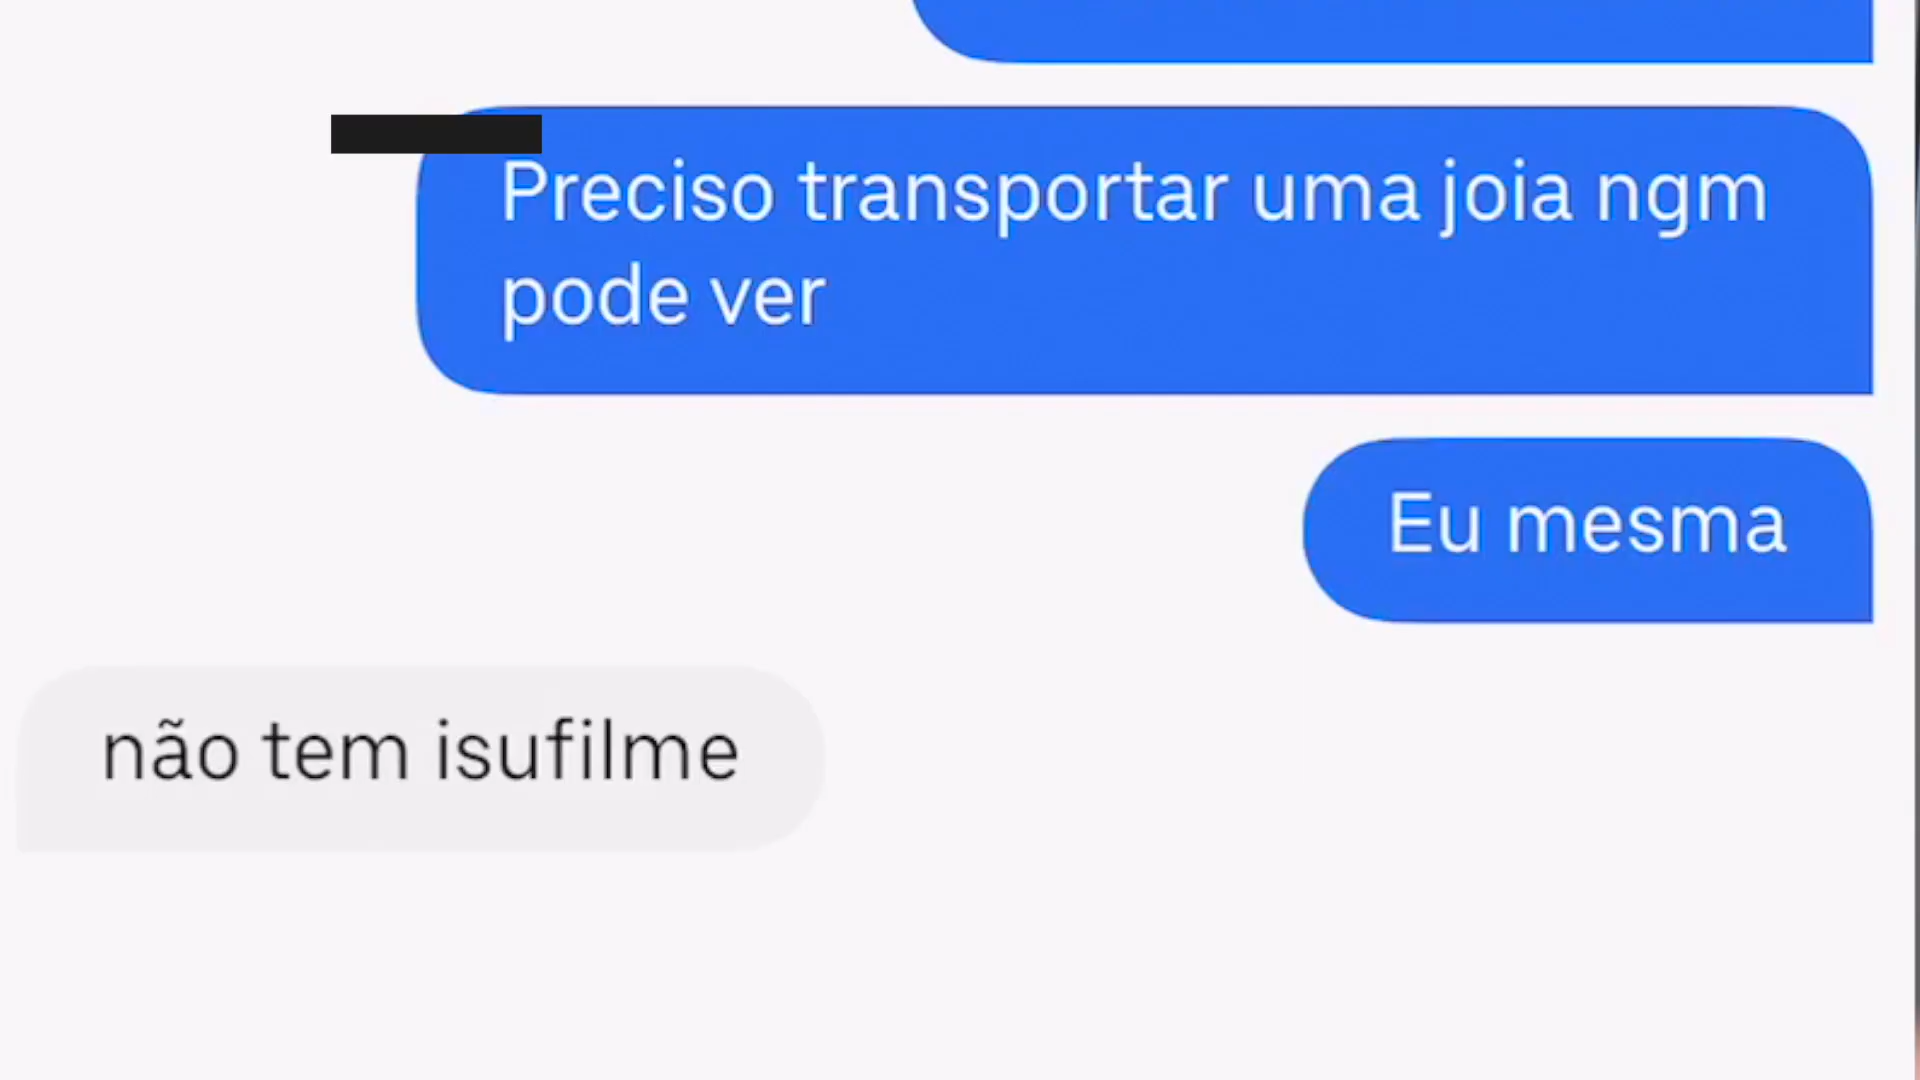 Preciso transportar uma joia ngm
pode ver
Eu mesma
não tem isufilme